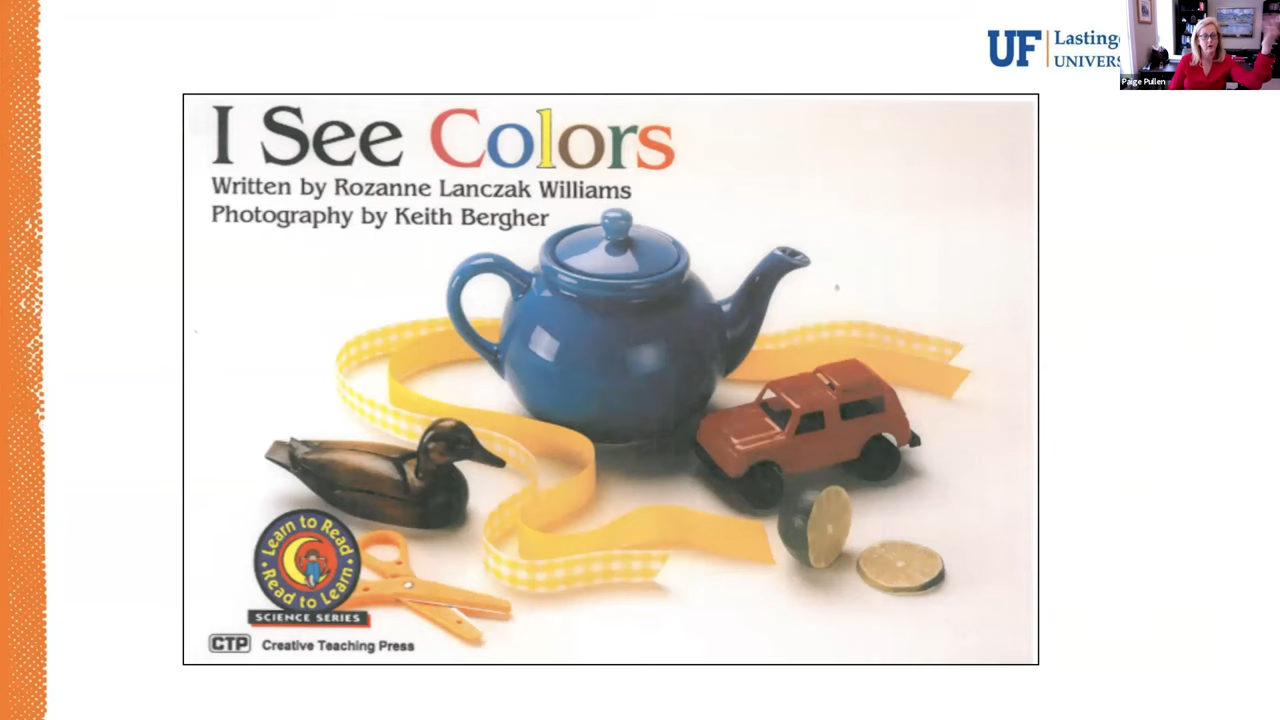 UF
Lasting
UNIVERS
Paige Pullen
I See Colors
Written by Rozanne Lanczak Williams
Photography by Keith Bergher
Learn to Read
Read to Learn
SCIENCE SERIES
CTP Creative Teaching Press